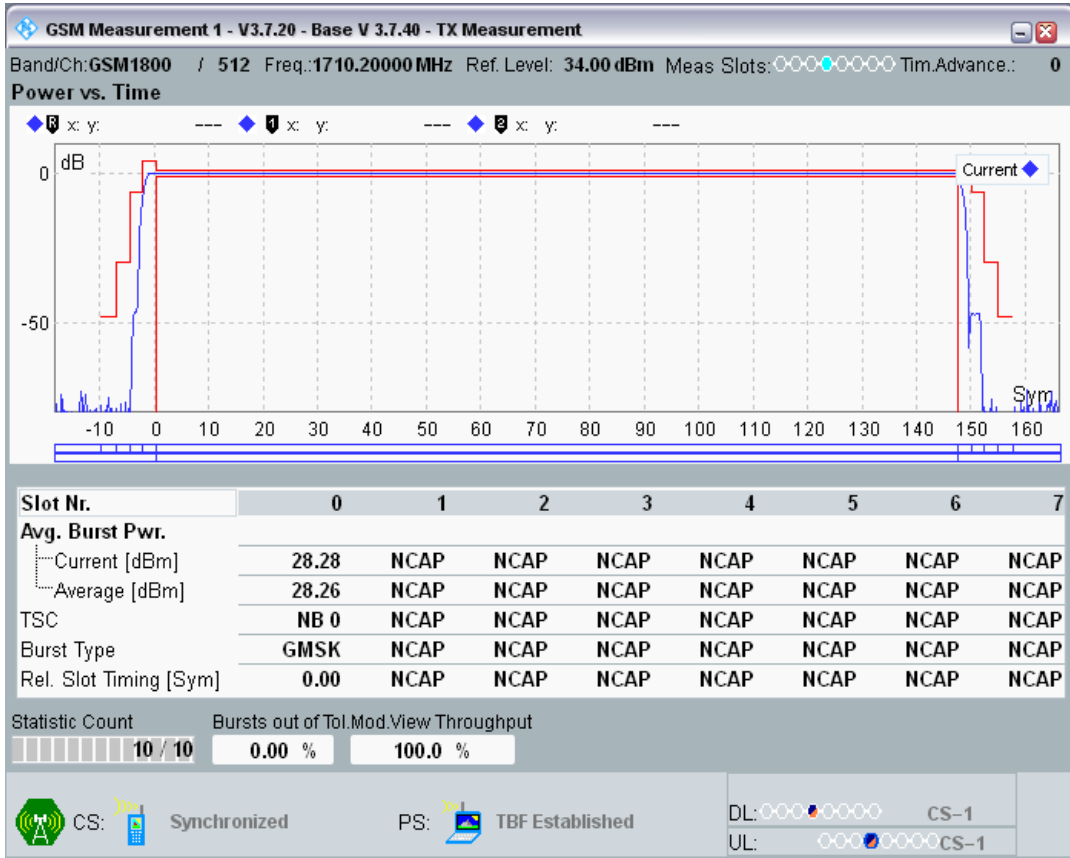 GSM Measurement 1 - V3.7.20 - Base V 3.7.40 - TX Measurement
Band/Ch:GSM1800 / 512 Freq.:1710.20000 MHz Ref. Level: 34.00 dBm Meas Slots: Tim.Advance.: 0
Power vs. Time
R x: y: --- 1 x: y: --- 2 x: y: ---
dB
Current
0
-50
Sym
-10 0 10 20 30 40 50 60 70 80 90 100 110 120 130 140 150 160
Slot Nr. 0 1 2 3 4 5 6 7
Avg. Burst Pwr.
Current [dBm] 28.28 NCAP NCAP NCAP NCAP NCAP NCAP NCAP
Average [dBm] 28.26 NCAP NCAP NCAP NCAP NCAP NCAP NCAP
TSC NB 0 NCAP NCAP NCAP NCAP NCAP NCAP NCAP
Burst Type GMSK NCAP NCAP NCAP NCAP NCAP NCAP NCAP
Rel. Slot Timing [Sym] 0.00 NCAP NCAP NCAP NCAP NCAP NCAP NCAP
Statistic Count Bursts out of Tol. Mod.View Throughput
10 / 10 0.00 % 100.0 %
CS: Synchronized PS: TBF Established
DL: CS-1
UL: CS-1